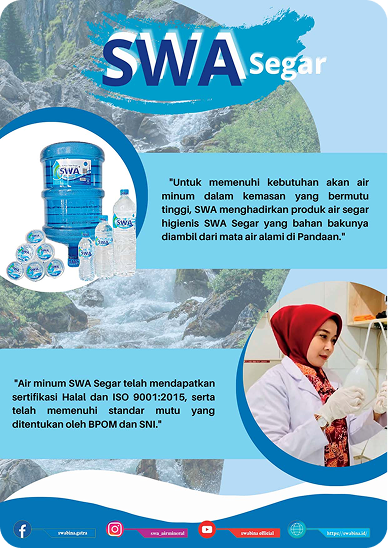 SWA Segar
SWA
"Untuk memenuhi kebutuhan akan air
minum dalam kemasan yang bermutu
tinggi, SWA menghadirkan produk air segar
higienis SWA Segar yang bahan bakunya
diambil dari mata air alami di Pandaan."
"Air minum SWA Segar telah mendapatkan
sertifikasi Halal dan ISO 9001:2015, serta
telah memenuhi standar mutu yang
ditentukan oleh BPOM dan SNI."
swabina.gatra
swa_airmineral
swabina.official
https://swabina.id/